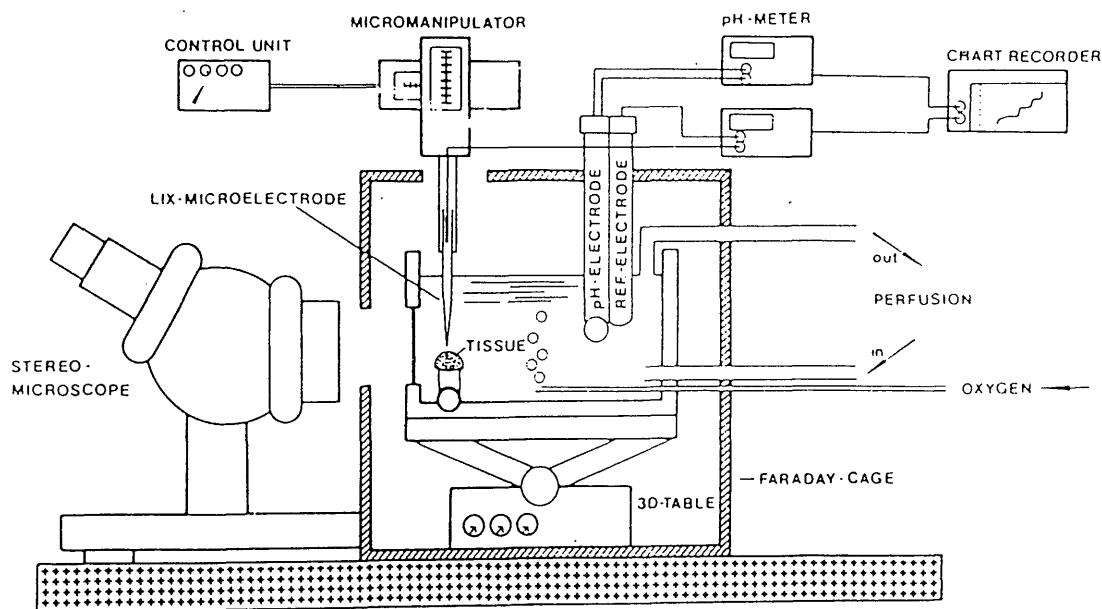 MICROMANIPULATOR
pH-METER
CONTROL UNIT
CHART RECORDER
LIX-MICROELECTRODE
pH-ELECTRODE
REF.-ELECTRODE
out
PERFUSION
in
TISSUE
STEREO-
MICROSCOPE
OXYGEN
FARADAY-CAGE
3D-TABLE